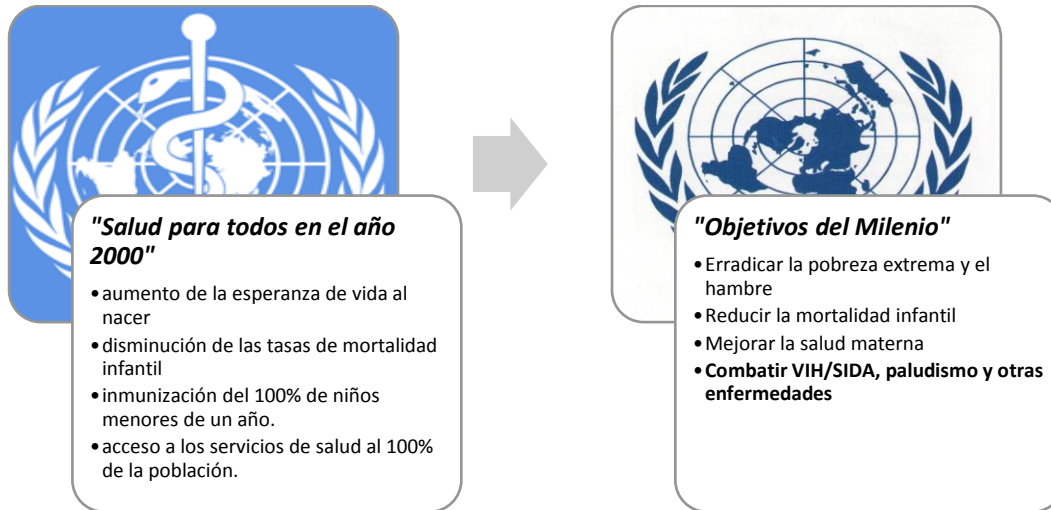 "Salud para todos en el año
2000"
•aumento de la esperanza de vida al
nacer
•disminución de las tasas de mortalidad
infantil
•inmunización del 100% de niños
menores de un año.
•acceso a los servicios de salud al 100%
de la población.
"Objetivos del Milenio"
•Erradicar la pobreza extrema y el
hambre
•Reducir la mortalidad infantil
•Mejorar la salud materna
•Combatir VIH/SIDA, paludismo y otras
enfermedades